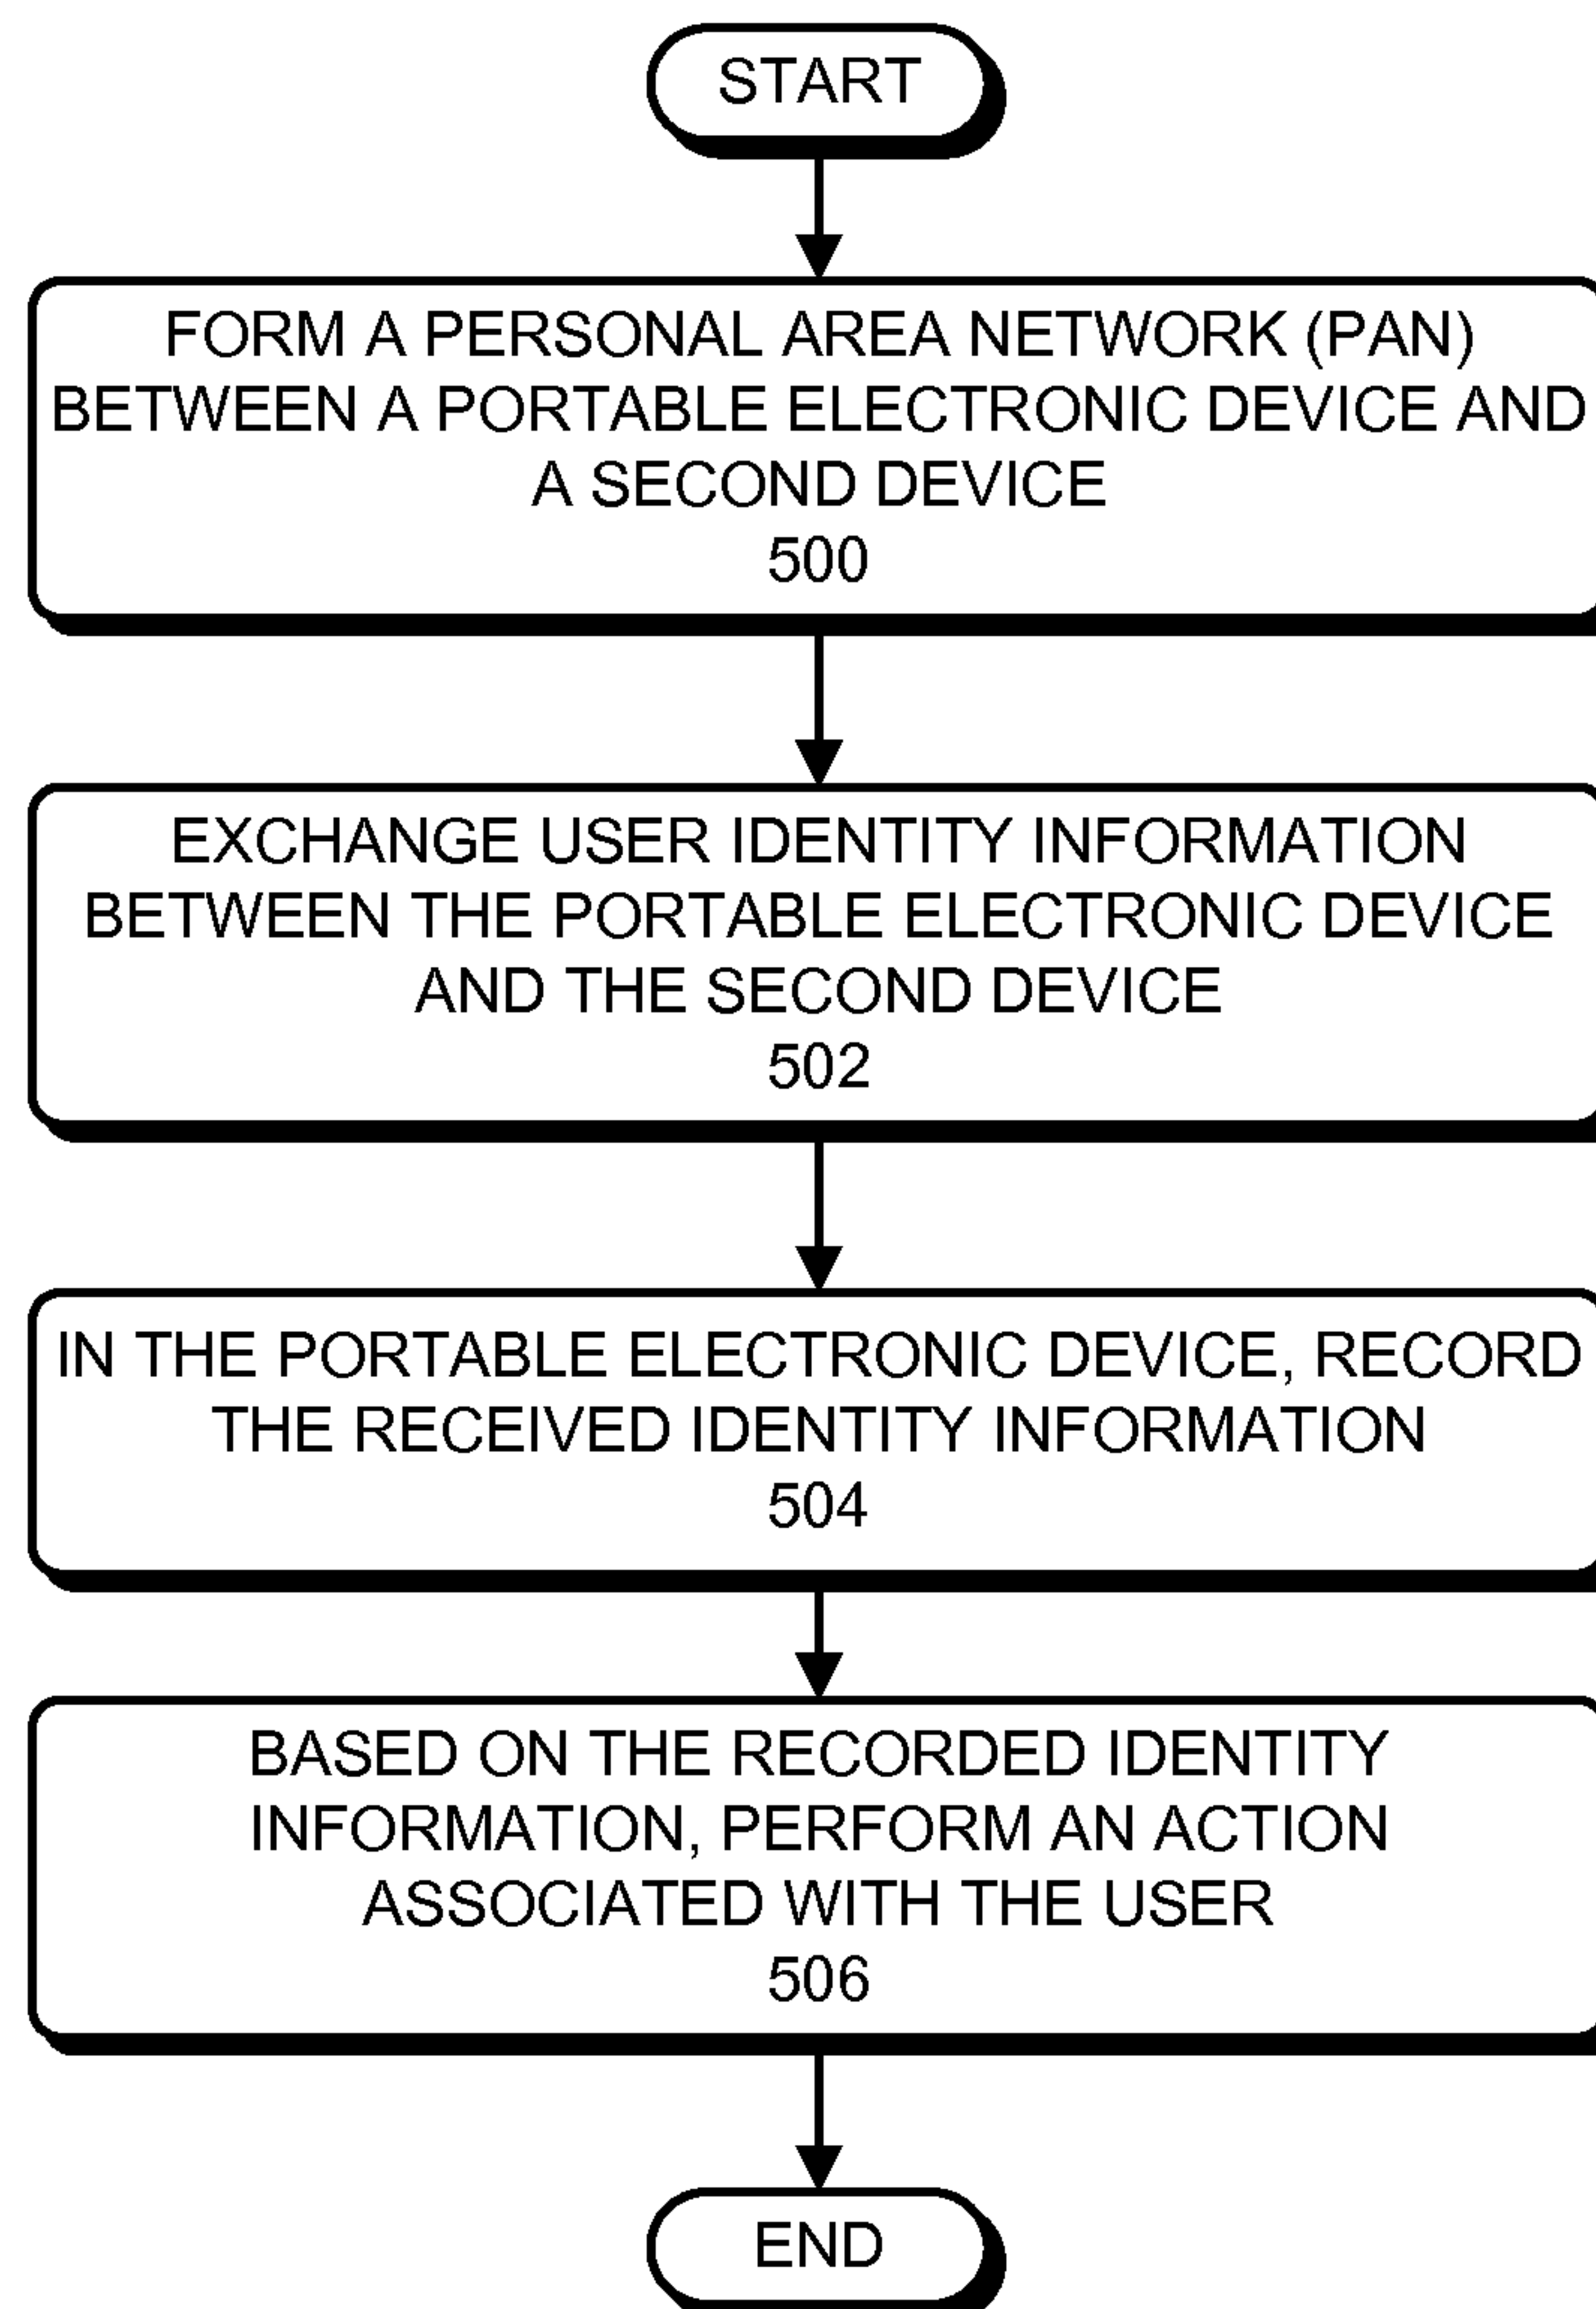 START
FORM A PERSONAL AREA NETWORK (PAN)
BETWEEN A PORTABLE ELECTRONIC DEVICE AND
A SECOND DEVICE
500
EXCHANGE USER IDENTITY INFORMATION
BETWEEN THE PORTABLE ELECTRONIC DEVICE
AND THE SECOND DEVICE
502
IN THE PORTABLE ELECTRONIC DEVICE, RECORD
THE RECEIVED IDENTITY INFORMATION
504
BASED ON THE RECORDED IDENTITY
INFORMATION, PERFORM AN ACTION
ASSOCIATED WITH THE USER
506
END